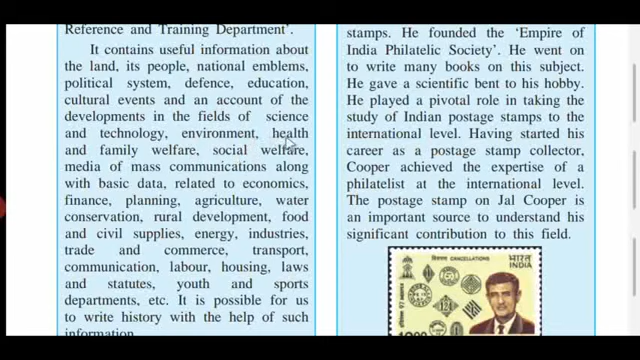 Reference and Training Department'.
It contains useful information about
the land, its people, national emblems,
political system, defence, education,
cultural events and an account of the
developments in the fields of science
and technology, environment, health
and family welfare, social welfare,
media of mass communications along
with basic data, related to economics,
finance, planning, agriculture, water
conservation, rural development, food
and civil supplies, energy, industries,
trade and commerce, transport,
communication, labour, housing, laws
and statutes, youth and sports
departments, etc. It is possible for us
to write history with the help of such
information.
stamps. He founded the 'Empire of
India Philatelic Society'. He went on
to write many books on this subject.
He gave a scientific bent to his hobby.
He played a pivotal role in taking the
study of Indian postage stamps to the
international level. Having started his
career as a postage stamp collector,
Cooper achieved the expertise of a
philatelist at the international level.
The postage stamp on Jal Cooper is
an important source to understand his
significant contribution to this field.
CANCELLATIONS
भारत
INDIA